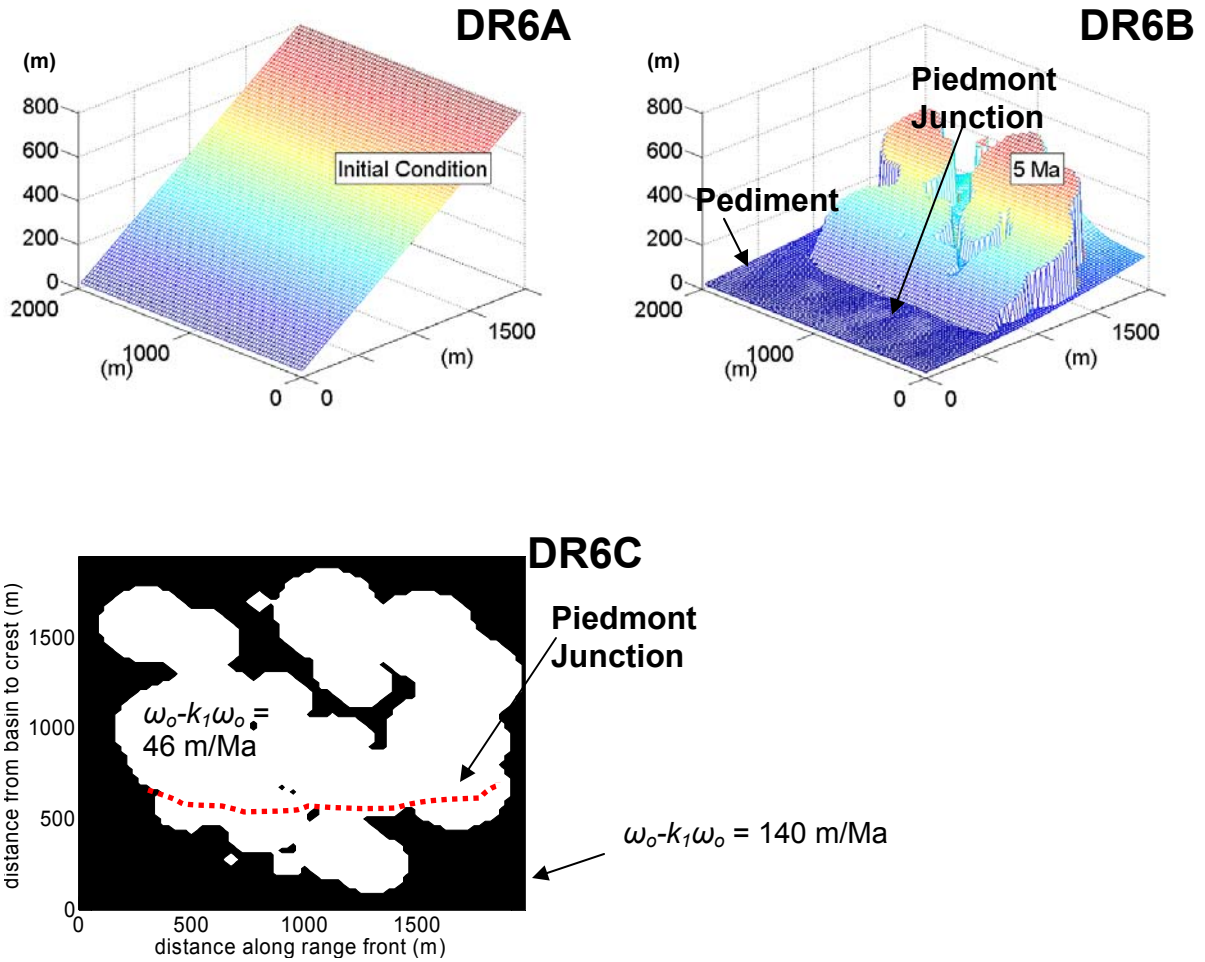 DR6A
(m)
800
600
400
200
0
Initial Condition
2000
1000
(m)
0
0
1500
(m)
DR6B
(m)
Piedmont
Junction
800
600
400
200
0
5 Ma
Pediment
2000
1000
(m)
0
0
1500
(m)
DR6C
Piedmont
Junction
distance from basin to crest (m)
1500
1000
500
0
ωo-k1ωo =
46 m/Ma
ωo-k1ωo = 140 m/Ma
0
500
1000
1500
distance along range front (m)